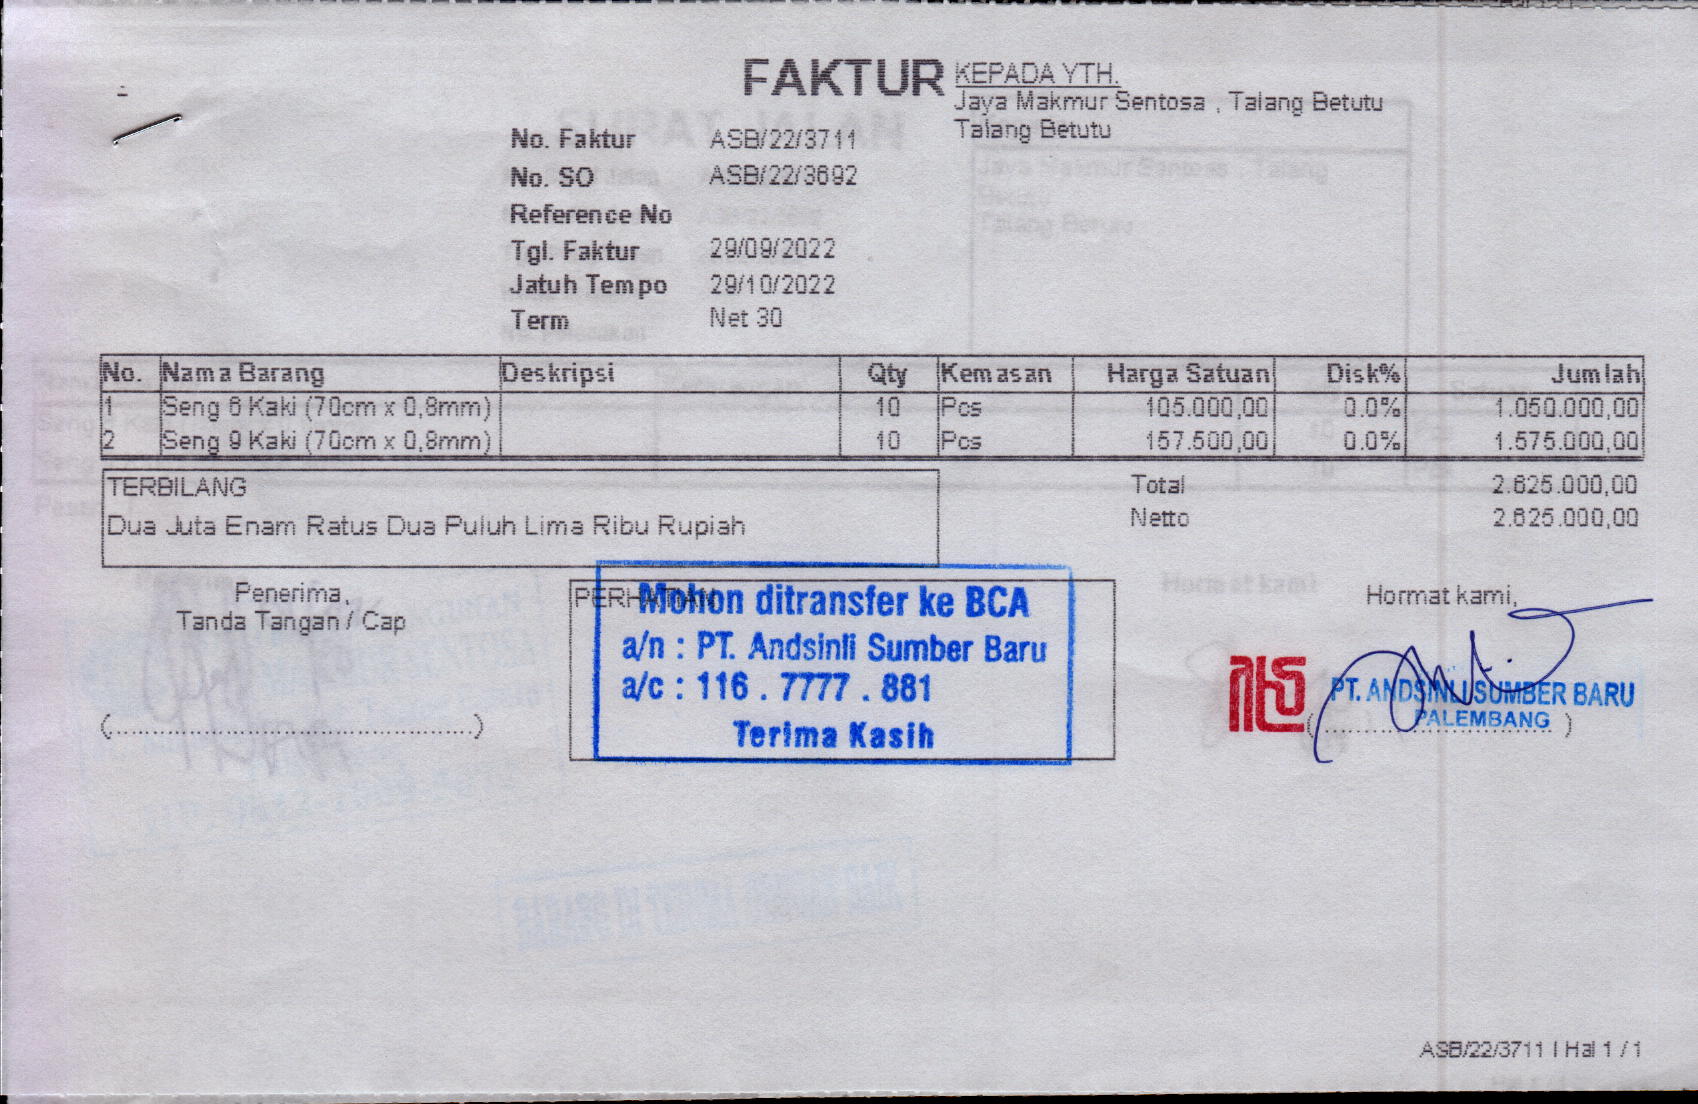 FAKTUR
KEPADA YTH.
Jaya Makmur Sentosa , Talang Betutu
Talang Betutu
No. Faktur ASB/22/3711
No. SO ASB/22/3692
Reference No
Tgl. Faktur 29/09/2022
Jatuh Tempo 29/10/2022
Term Net 30
No. Nama Barang Deskripsi Qty Kemasan Harga Satuan Disk% Jumlah
1 Seng 6 Kaki (70cm x 0,8mm) 10 Pcs 105.000,00 0.0% 1.050.000,00
2 Seng 9 Kaki (70cm x 0,8mm) 10 Pcs 157.500,00 0.0% 1.575.000,00
TERBILANG
Dua Juta Enam Ratus Dua Puluh Lima Ribu Rupiah
Total 2.625.000,00
Netto 2.625.000,00
Penerima,
Tanda Tangan / Cap
(..............................................)
PERHATIAN
Mohon ditransfer ke BCA
a/n : PT. Andsinli Sumber Baru
a/c : 116 . 7777 . 881
Terima Kasih
Hormat kami,
PT. ANDSINLI SUMBER BARU
PALEMBANG
(..............................)
ASB/22/3711 | Hal 1 / 1